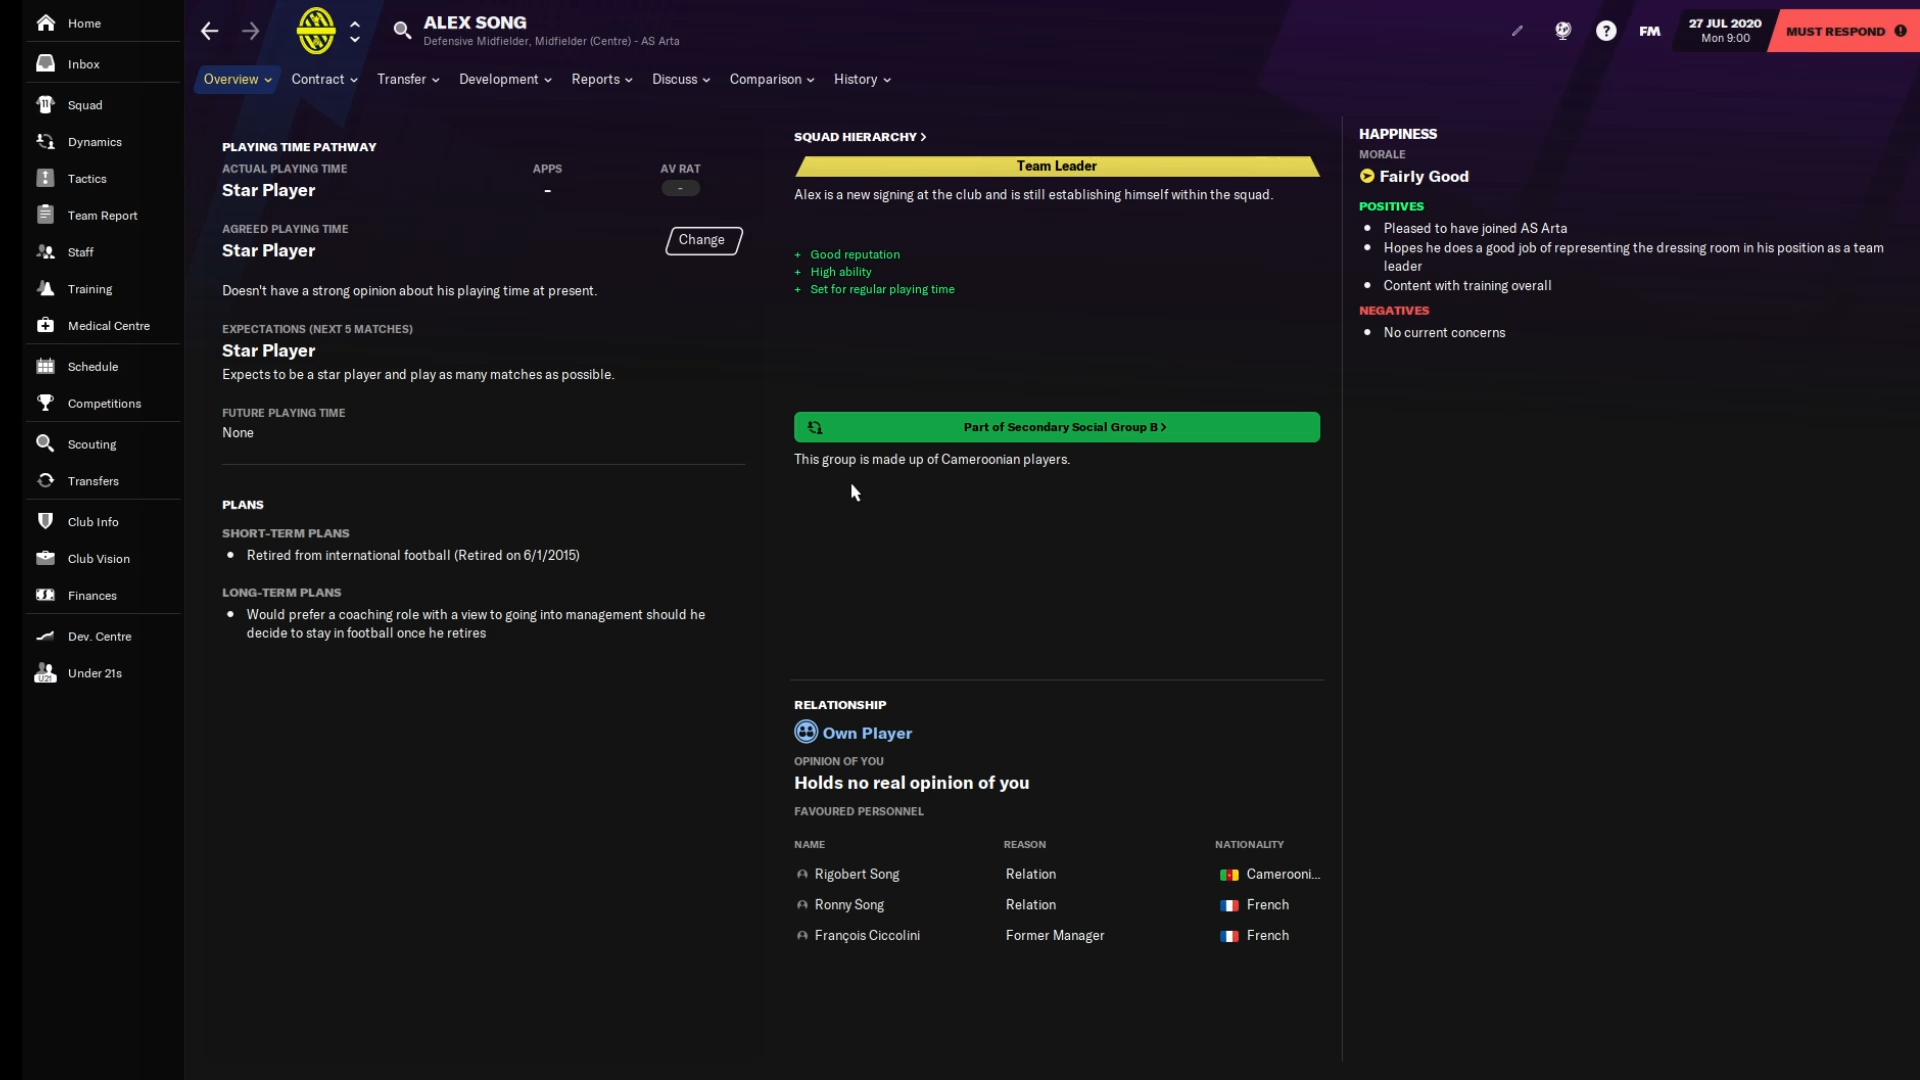 Home
Inbox
Squad
Dynamics
Tactics
Team Report
Staff
Training
Medical Centre
Schedule
Competitions
Scouting
Transfers
Club Info
Club Vision
Finances
Dev. Centre
Under 21s
ALEX SONG
Defensive Midfielder, Midfielder (Centre) - AS Arta
FM
27 JUL 2020
Mon 9:00
MUST RESPOND
Overview
Contract
Transfer
Development
Reports
Discuss
Comparison
History
PLAYING TIME PATHWAY
ACTUAL PLAYING TIME APPS AV RAT
Star Player - -
AGREED PLAYING TIME
Star Player
Change
Doesn't have a strong opinion about his playing time at present.
EXPECTATIONS (NEXT 5 MATCHES)
Star Player
Expects to be a star player and play as many matches as possible.
FUTURE PLAYING TIME
None
PLANS
SHORT-TERM PLANS
• Retired from international football (Retired on 6/1/2015)
LONG-TERM PLANS
• Would prefer a coaching role with a view to going into management should he
decide to stay in football once he retires
SQUAD HIERARCHY >
Team Leader
Alex is a new signing at the club and is still establishing himself within the squad.
+ Good reputation
+ High ability
+ Set for regular playing time
Part of Secondary Social Group B >
This group is made up of Cameroonian players.
RELATIONSHIP
Own Player
OPINION OF YOU
Holds no real opinion of you
FAVOURED PERSONNEL
NAME REASON NATIONALITY
Rigobert Song Relation Camerooni...
Ronny Song Relation French
François Ciccolini Former Manager French
HAPPINESS
MORALE
Fairly Good
POSITIVES
• Pleased to have joined AS Arta
• Hopes he does a good job of representing the dressing room in his position as a team
leader
• Content with training overall
NEGATIVES
• No current concerns